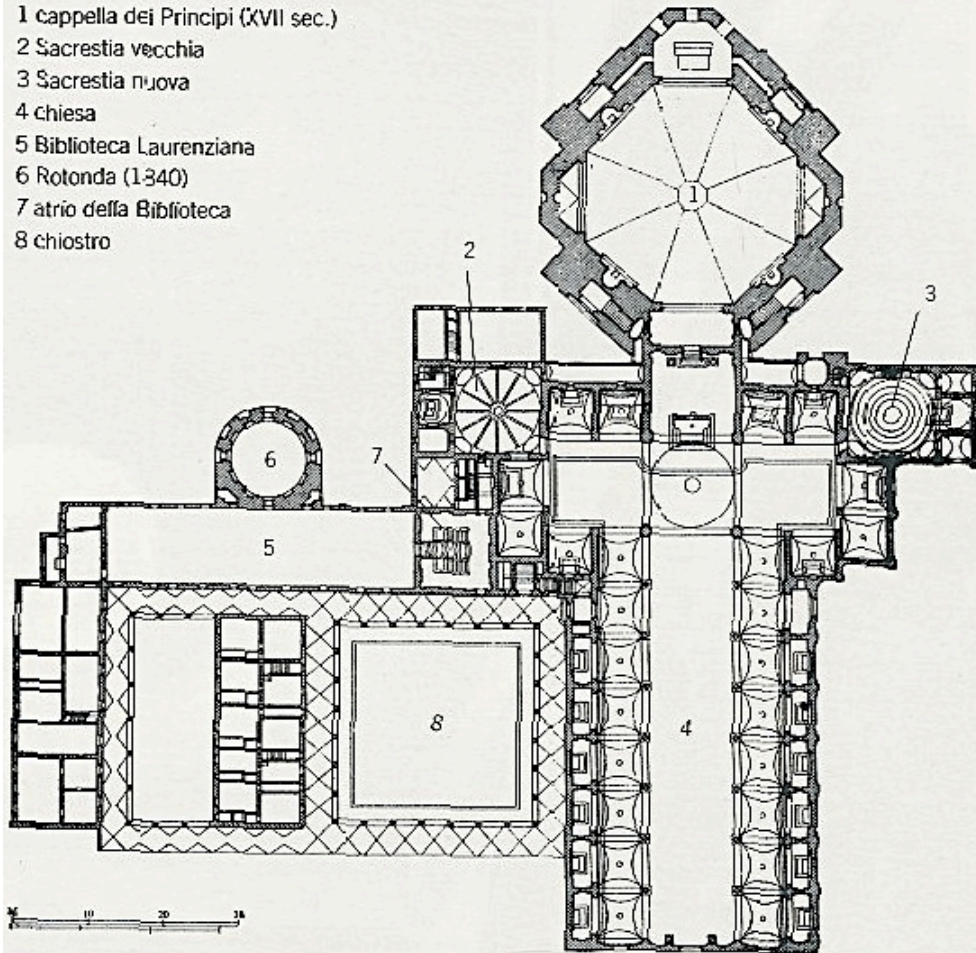 1 cappella dei Principi (XVII sec.)
2 Sacrestia vecchia
3 Sacrestia nuova
4 chiesa
5 Biblioteca Laurenziana
6 Rotonda (1840)
7 atrio della Biblioteca
8 chiostro
1
2
3
6
7
5
8
4
10 20